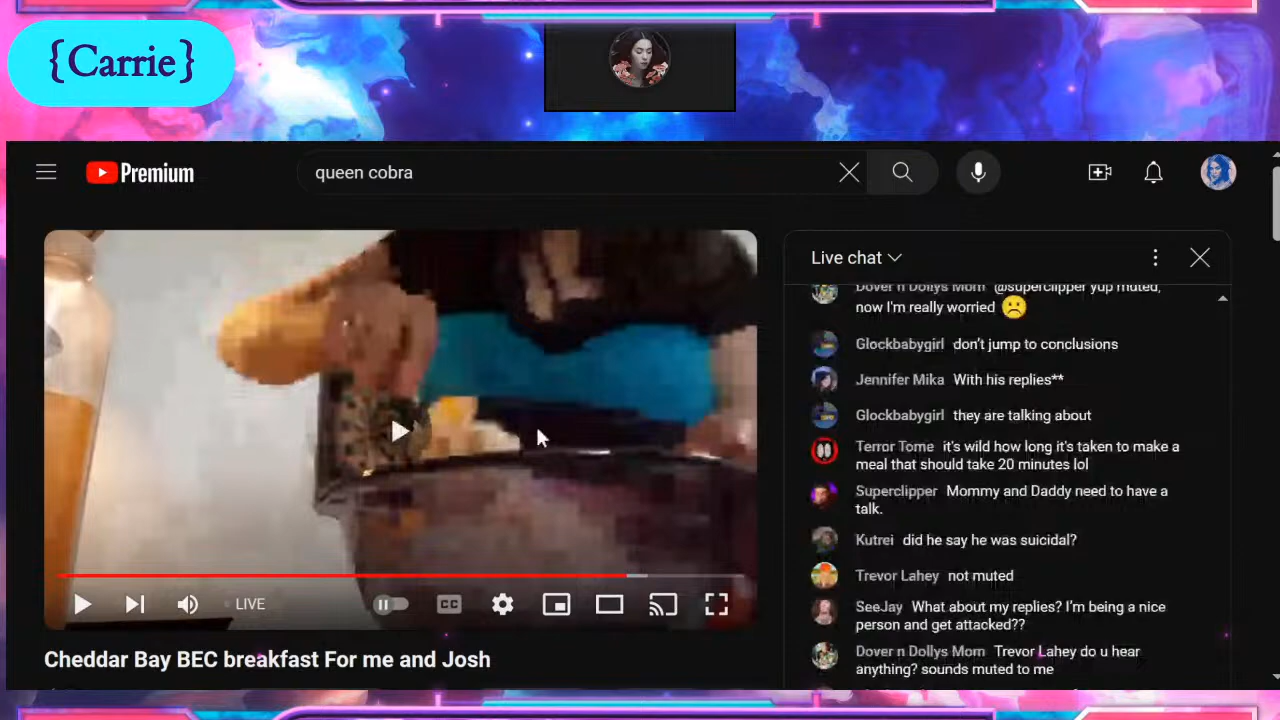 {Carrie}
Premium
queen cobra
Live chat
Dover n Dollys Mom @superclipper yup muted,
now I'm really worried
Glockbabygirl don't jump to conclusions
Jennifer Mika With his replies**
Glockbabygirl they are talking about
Terror Tome it's wild how long it's taken to make a
meal that should take 20 minutes lol
Superclipper Mommy and Daddy need to have a
talk.
Kutrei did he say he was suicidal?
Trevor Lahey not muted
SeeJay What about my replies? I'm being a nice
person and get attacked??
Dover n Dollys Mom Trevor Lahey do u hear
anything? sounds muted to me
LIVE
CC
Cheddar Bay BEC breakfast For me and Josh